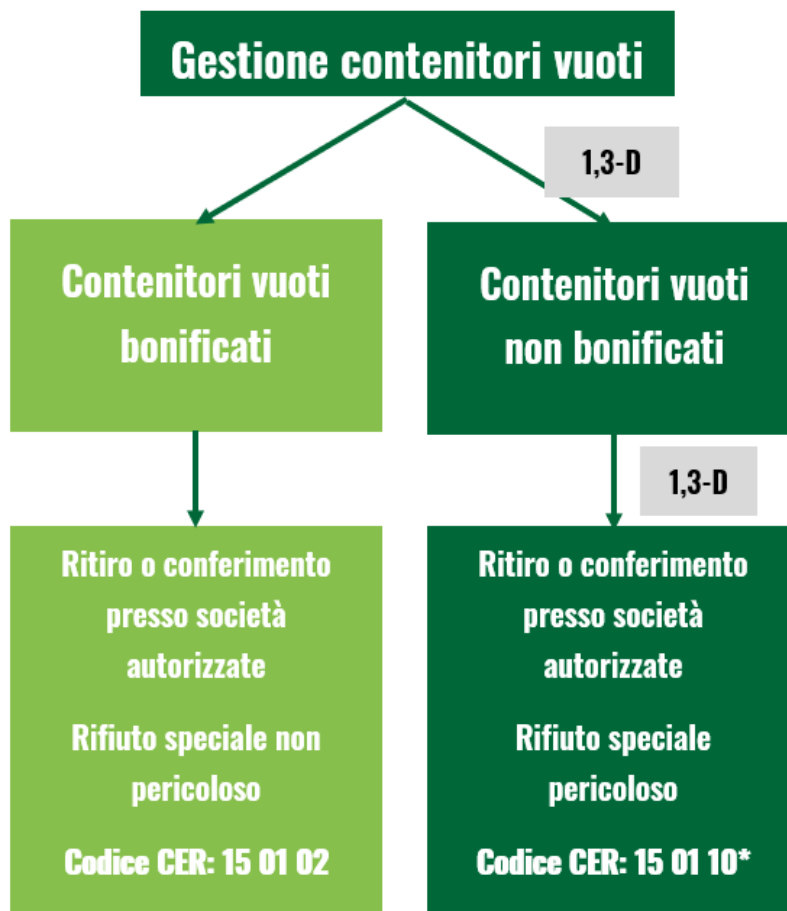 Gestione contenitori vuoti
1,3-D
Contenitori vuoti
bonificati
Contenitori vuoti
non bonificati
1,3-D
Ritiro o conferimento
presso società
autorizzate
Rifiuto speciale non
pericoloso
Codice CER: 15 01 02
Ritiro o conferimento
presso società
autorizzate
Rifiuto speciale
pericoloso
Codice CER: 15 01 10*